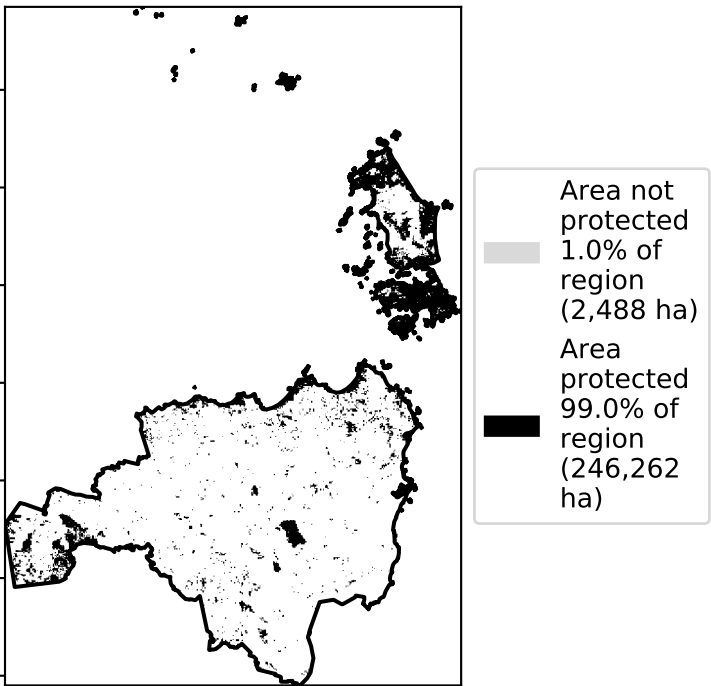 Area not
protected
1.0% of
region
(2,488 ha)
Area
protected
99.0% of
region
(246,262
ha)